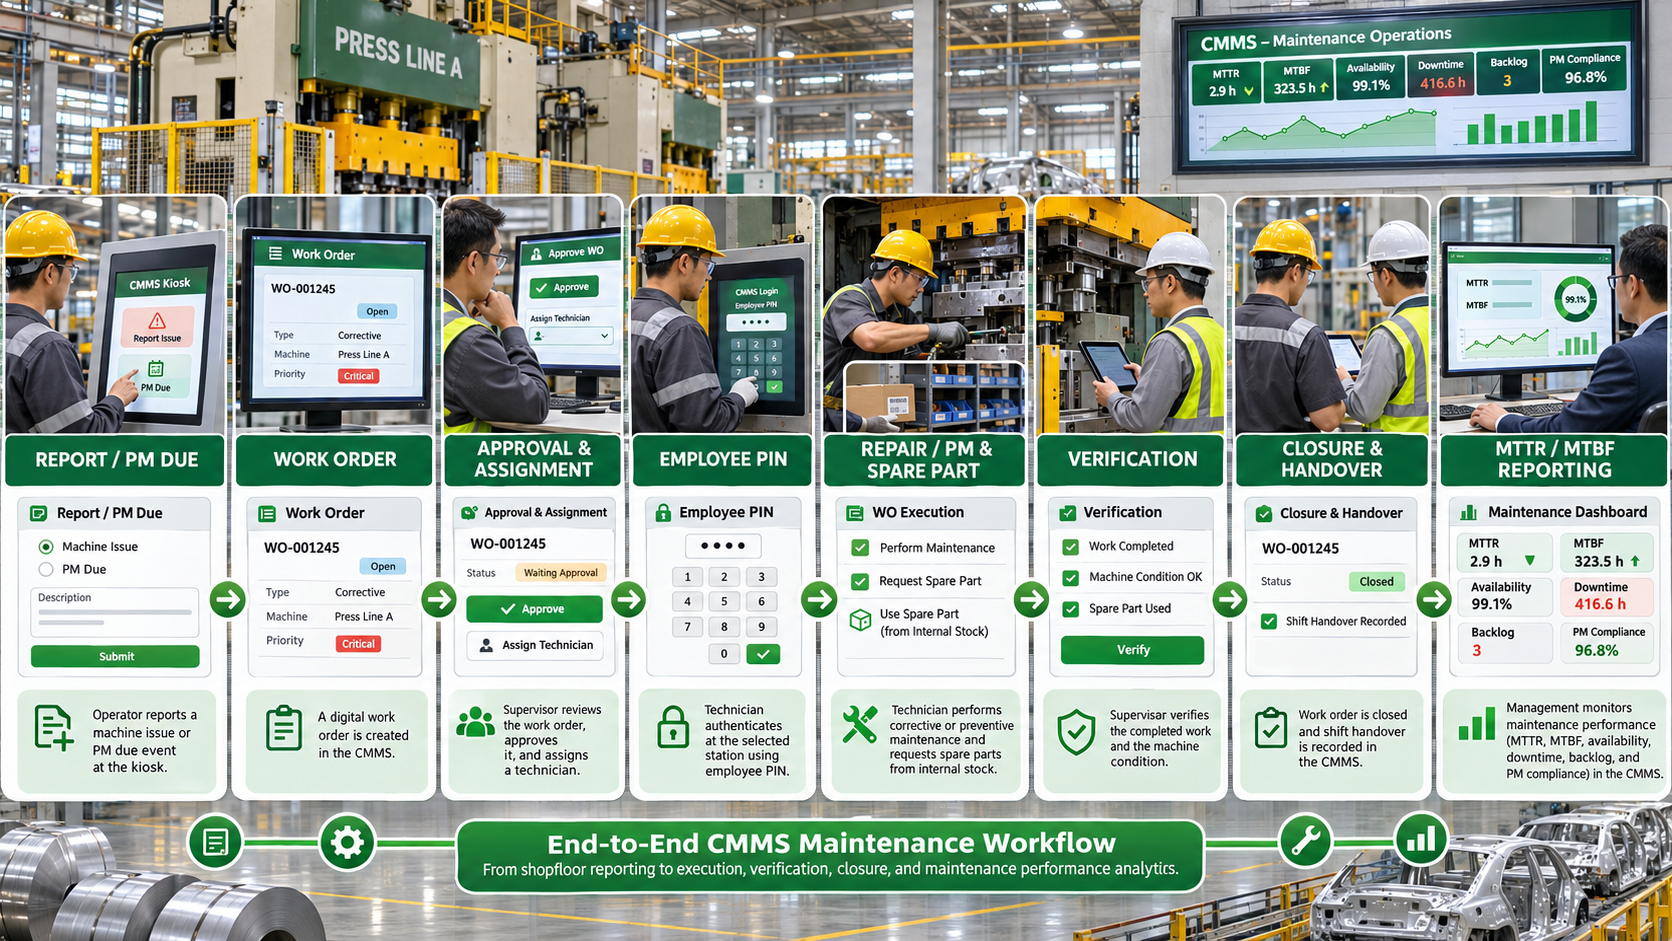 PRESS LINE A
CMMS – Maintenance Operations
MTTR
2.9 h
MTBF
323.5 h
Availability
99.1%
Downtime
416.6 h
Backlog
3
PM Compliance
96.8%
CMMS Kiosk
Report Issue
PM Due
Work Order
WO-001245
Open
Type Corrective
Machine Press Line A
Priority Critical
Approve WO
Approve
Assign Technician
CMMS Login
Employee PIN
1 2 3
4 5 6
7 8 9
MTTR
MTBF
99.1%
REPORT / PM DUE
WORK ORDER
APPROVAL &
ASSIGNMENT
EMPLOYEE PIN
REPAIR / PM &
SPARE PART
VERIFICATION
CLOSURE &
HANDOVER
MTTR / MTBF
REPORTING
Report / PM Due
Machine Issue
PM Due
Description
Submit
Work Order
WO-001245
Open
Type Corrective
Machine Press Line A
Priority Critical
Approval & Assignment
WO-001245
Status Waiting Approval
Approve
Assign Technician
Employee PIN
1 2 3
4 5 6
7 8 9
0
WO Execution
Perform Maintenance
Request Spare Part
Use Spare Part
(from Internal Stock)
Verification
Work Completed
Machine Condition OK
Spare Part Used
Verify
Closure & Handover
WO-001245
Status Closed
Shift Handover Recorded
Maintenance Dashboard
MTTR
2.9 h
MTBF
323.5 h
Availability
99.1%
Downtime
416.6 h
Backlog
3
PM Compliance
96.8%
Operator reports a
machine issue or
PM due event
at the kiosk.
A digital work
order is created
in the CMMS.
Supervisor reviews
the work order,
approves
it, and assigns
a technician.
Technician
authenticates
at the selected
station using
employee PIN.
Technician performs
corrective or preventive
maintenance and
requests spare parts
from internal stock.
Supervisar verifies
the completed work
and the machine
condition.
Work order is closed
and shift handover
is recorded in
the CMMS.
Management monitors
maintenance performance
(MTTR, MTBF, availability,
downtime, backlog, and
PM compliance) in the CMMS.
End-to-End CMMS Maintenance Workflow
From shopfloor reporting to execution, verification, closure, and maintenance performance analytics.